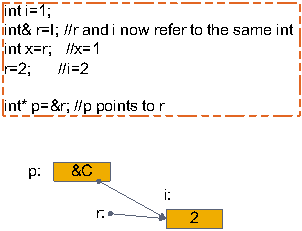 int i=1;
int& r=I; //r and i now refer to the same int
int x=r; //x=1
r=2; //i=2
int* p=&r; //p points to r
p: &C
i:
r: 2